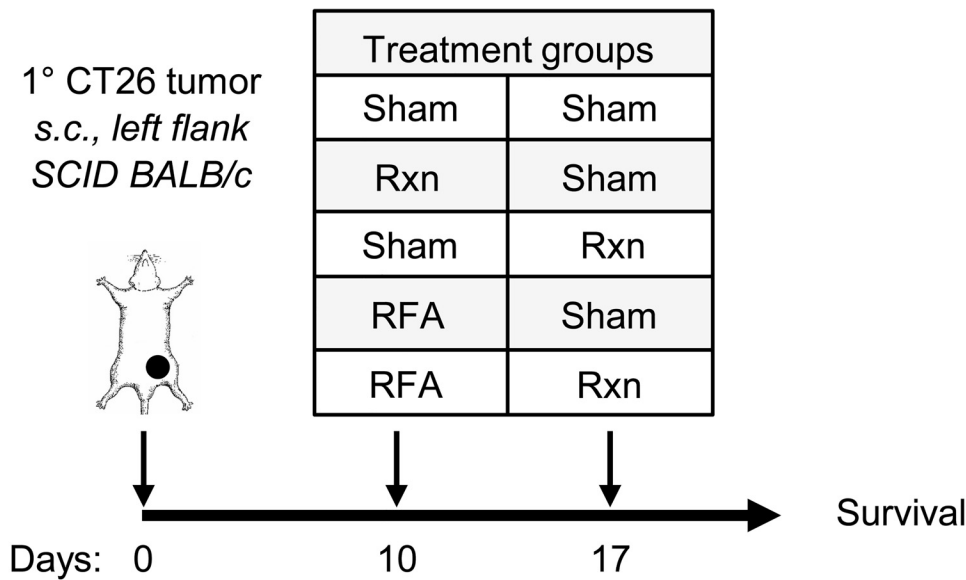 1° CT26 tumor
s.c., left flank
SCID BALB/c
Treatment groups
Sham Sham
Rxn Sham
Sham Rxn
RFA Sham
RFA Rxn
Survival
Days: 0 10 17